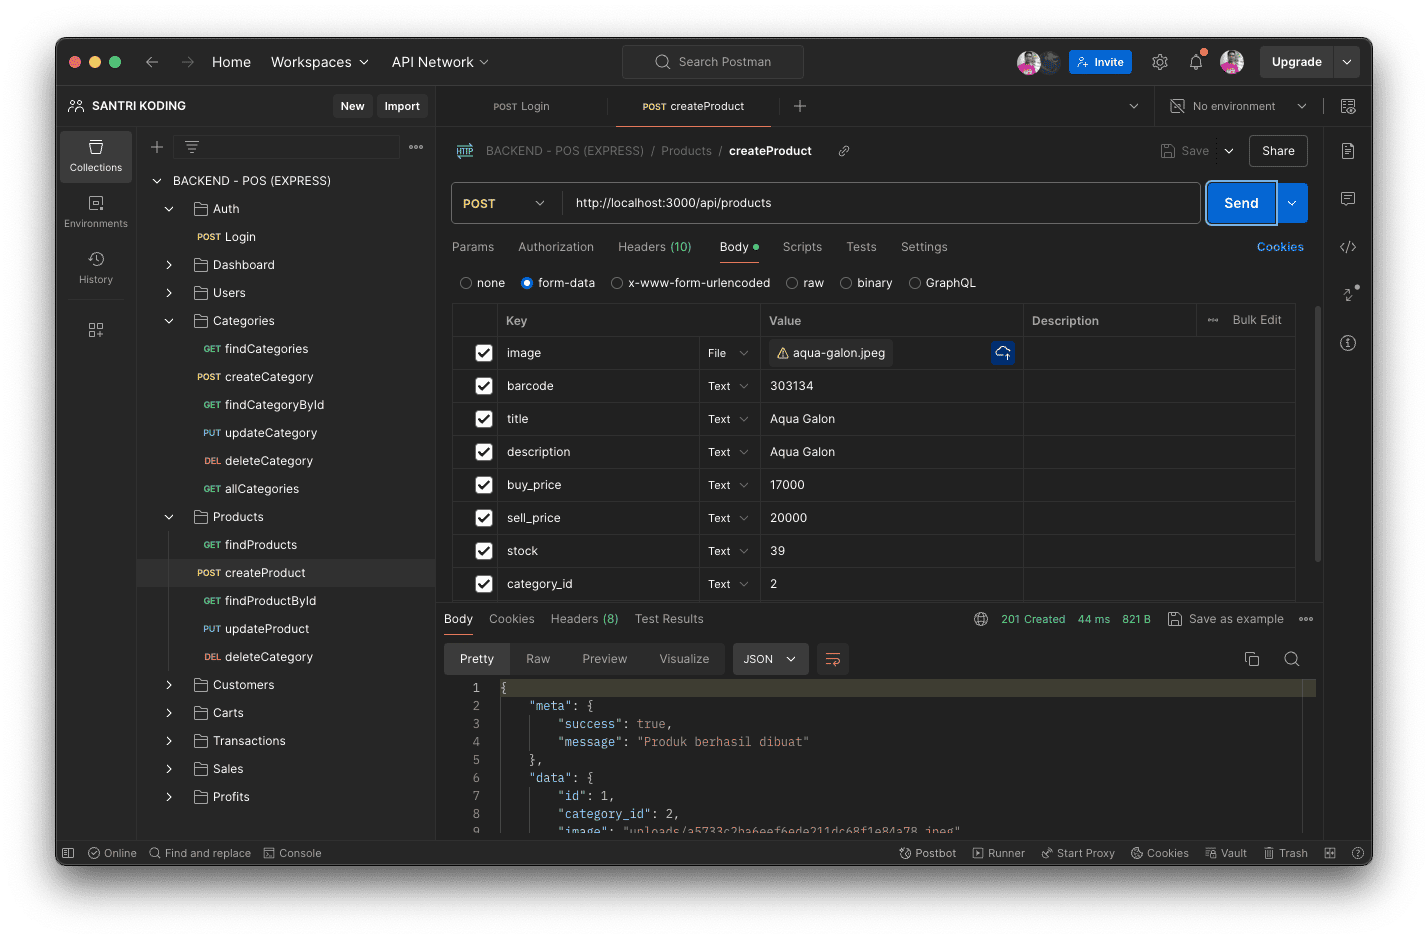 Home Workspaces API Network Search Postman Invite Upgrade
SANTRI KODING New Import
POST Login POST createProduct No environment
Collections
Environments
History
BACKEND - POS (EXPRESS)
Auth
POST Login
Dashboard
Users
Categories
GET findCategories
POST createCategory
GET findCategoryById
PUT updateCategory
DEL deleteCategory
GET allCategories
Products
GET findProducts
POST createProduct
GET findProductById
PUT updateProduct
DEL deleteCategory
Customers
Carts
Transactions
Sales
Profits
HTTP BACKEND - POS (EXPRESS) / Products / createProduct Save Share
POST http://localhost:3000/api/products Send
Params Authorization Headers (10) Body Scripts Tests Settings Cookies
none form-data x-www-form-urlencoded raw binary GraphQL
Key Value Description Bulk Edit
image File aqua-galon.jpeg
barcode Text 303134
title Text Aqua Galon
description Text Aqua Galon
buy_price Text 17000
sell_price Text 20000
stock Text 39
category_id Text 2
Body Cookies Headers (8) Test Results 201 Created 44 ms 821 B Save as example
Pretty Raw Preview Visualize JSON
1 {
2 "meta": {
3 "success": true,
4 "message": "Produk berhasil dibuat"
5 },
6 "data": {
7 "id": 1,
8 "category_id": 2,
9 "image": "uploads/a5733c2ba6eef6ede211dc68f1e84a78.jpeg"
Online Find and replace Console Postbot Runner Start Proxy Cookies Vault Trash